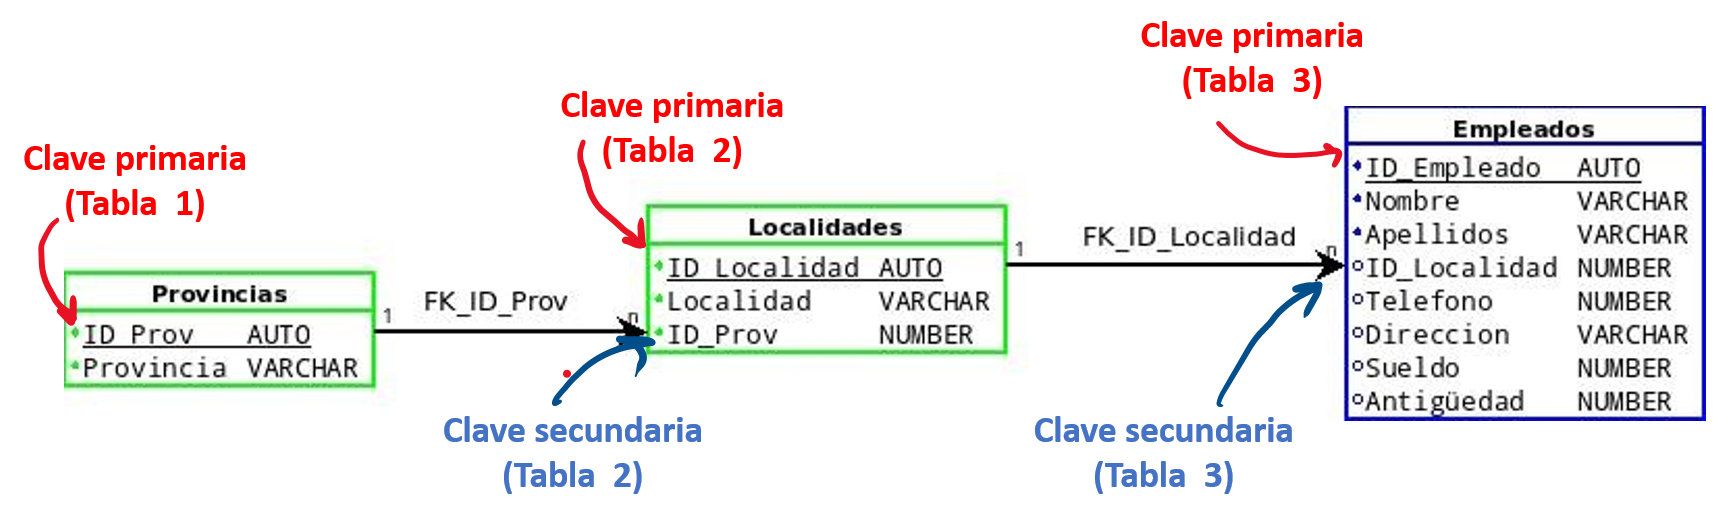 Clave primaria
(Tabla 1)
Provincias
ID_Prov AUTO
Provincia VARCHAR
1
FK_ID_Prov
n
Clave secundaria
(Tabla 2)
Clave primaria
(Tabla 2)
Localidades
ID_Localidad AUTO
Localidad VARCHAR
ID_Prov NUMBER
1
FK_ID_Localidad
n
Clave secundaria
(Tabla 3)
Clave primaria
(Tabla 3)
Empleados
ID_Empleado AUTO
Nombre VARCHAR
Apellidos VARCHAR
ID_Localidad NUMBER
Telefono NUMBER
Direccion VARCHAR
Sueldo NUMBER
Antigüedad NUMBER